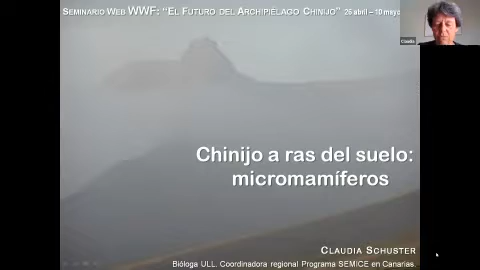 SEMINARIO WEB WWF: "EL FUTURO DEL ARCHIPIÉLAGO CHINIJO" 26 abril – 10 mayo
Claudia
Chinijo a ras del suelo:
micromamíferos
CLAUDIA SCHUSTER
Bióloga ULL. Coordinadora regional Programa SEMICE en Canarias.